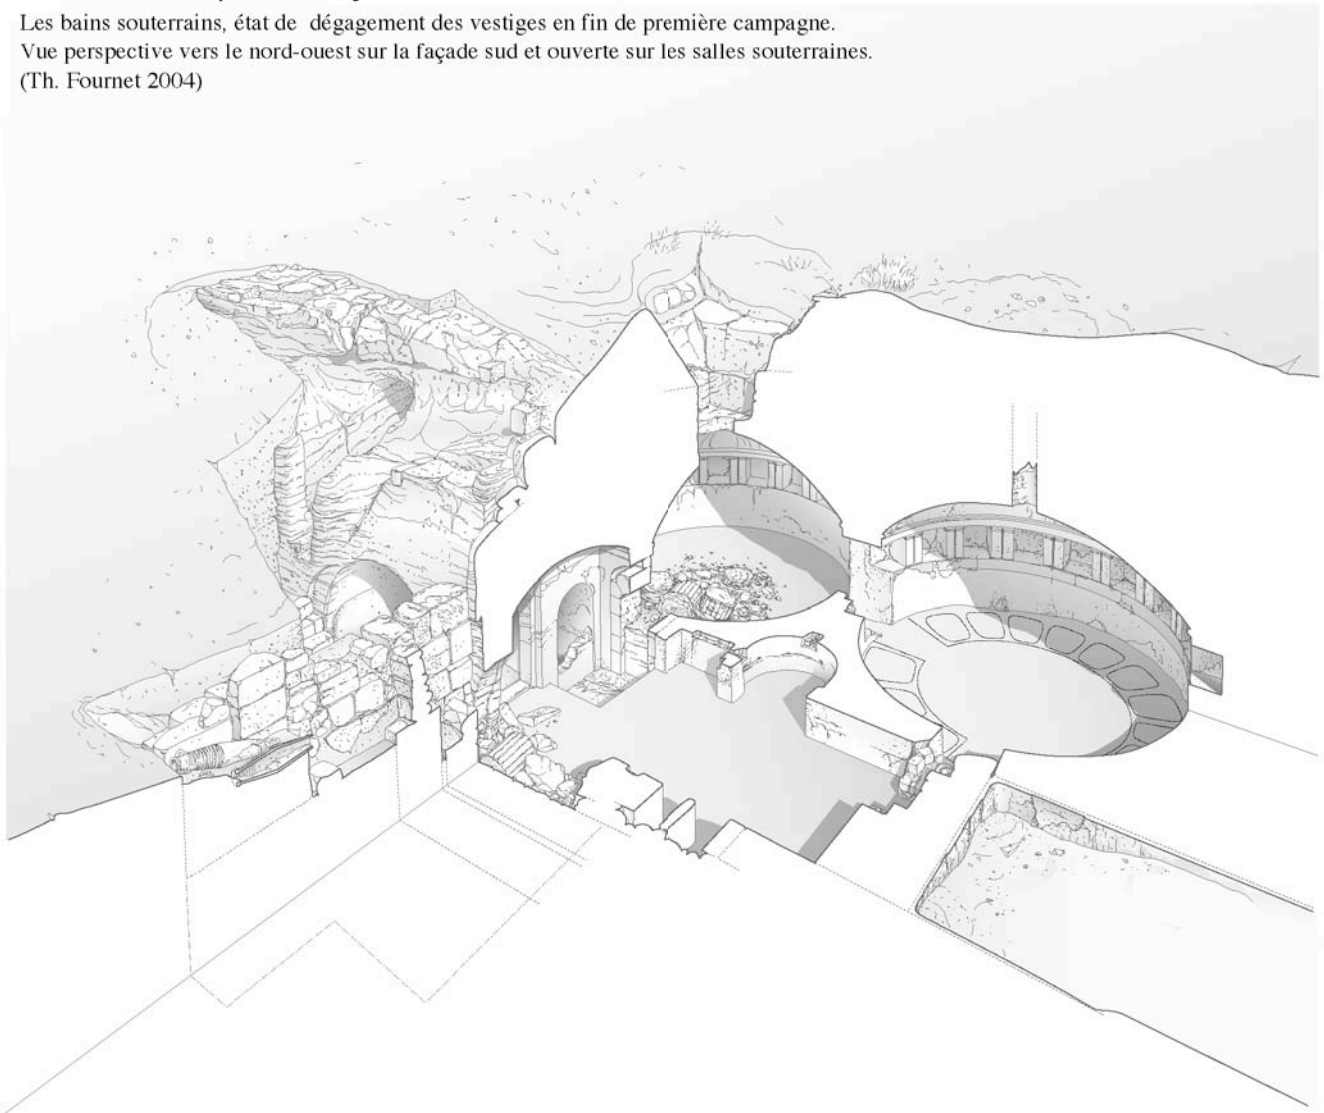 Les bains souterrains, état de dégagement des vestiges en fin de première campagne.
Vue perspective vers le nord-ouest sur la façade sud et ouverte sur les salles souterraines.
(Th. Fournet 2004)